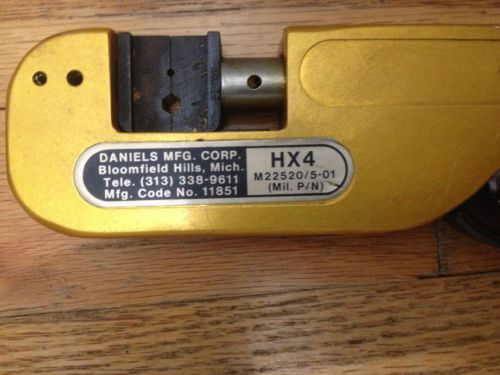 DANIELS MFG. CORP.
Bloomfield Hills, Mich.
Tele. (313) 338-9611
Mfg. Code No. 11851
HX4
M22520/5-01
(Mil. P/N)